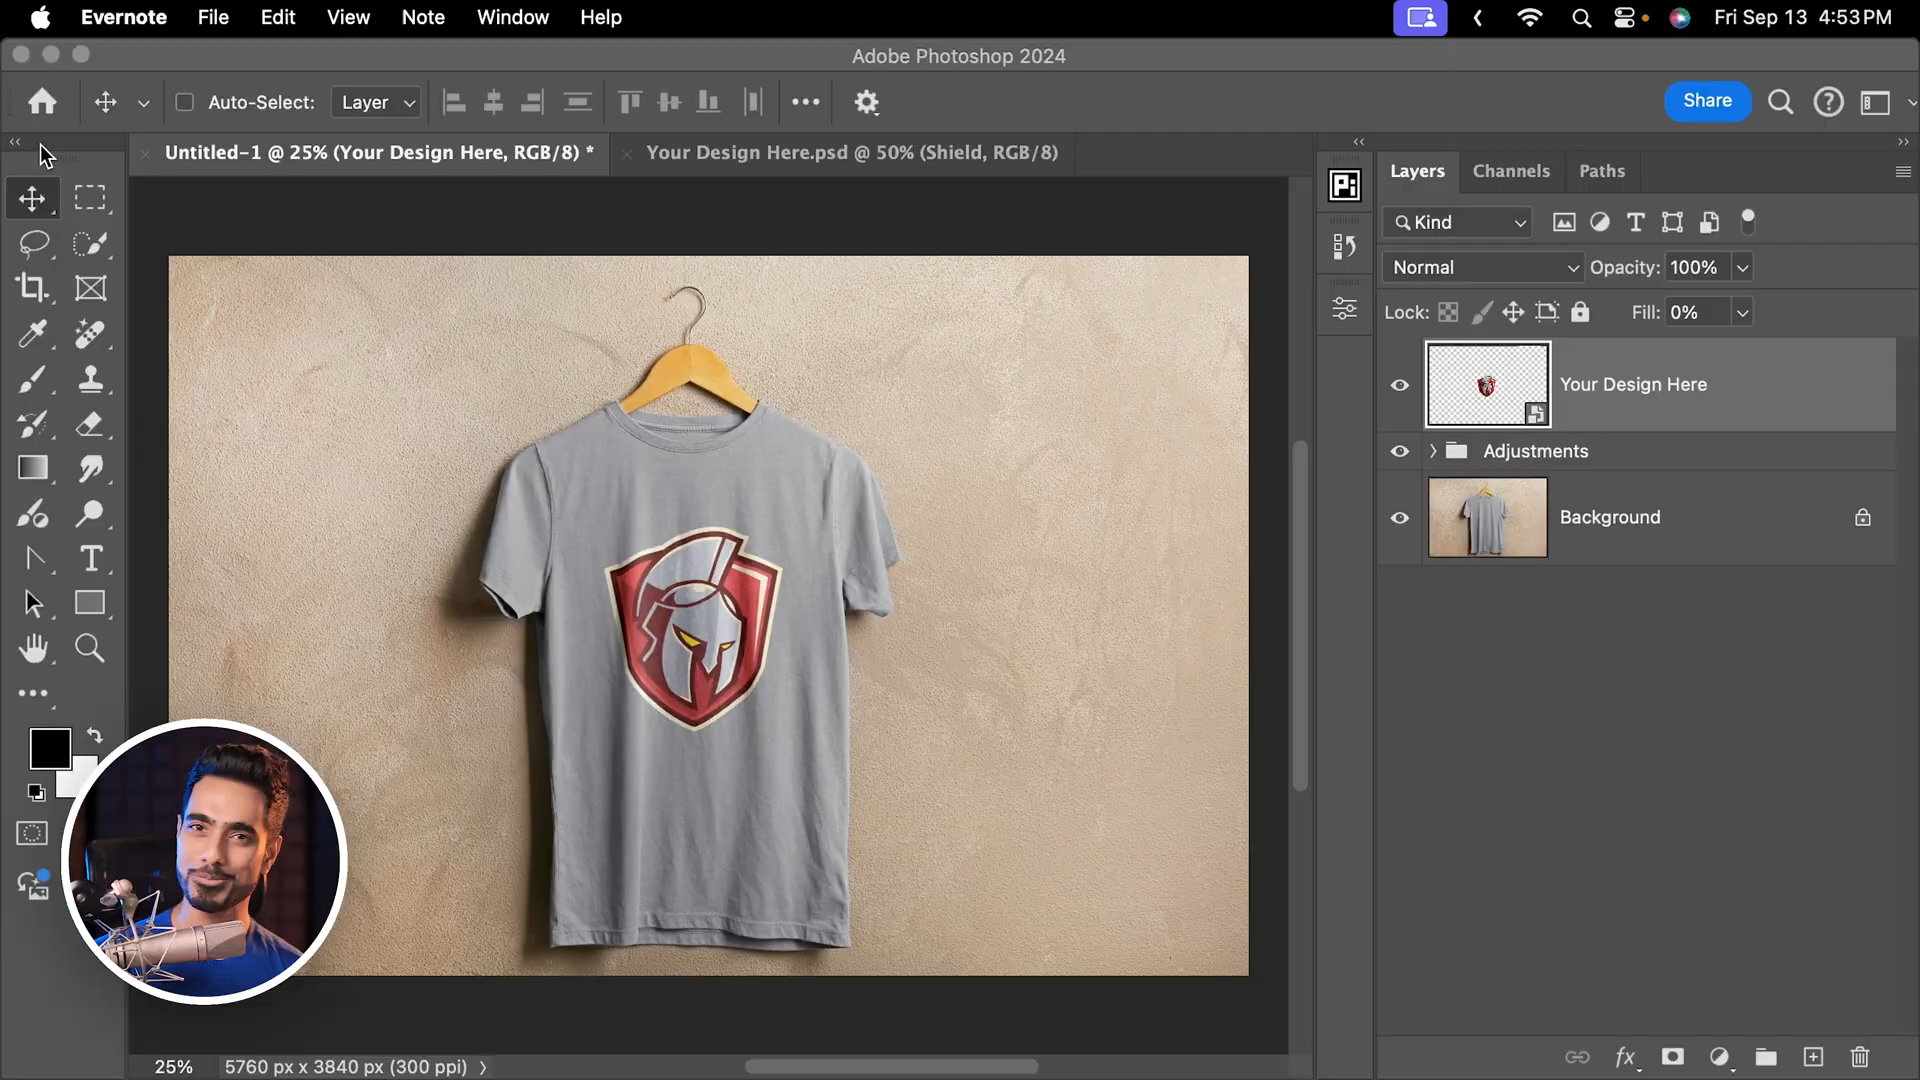 Evernote File Edit View Note Window Help Fri Sep 13 4:53 PM
Adobe Photoshop 2024
Auto-Select: Layer Share
Untitled-1 @ 25% (Your Design Here, RGB/8) * Your Design Here.psd @ 50% (Shield, RGB/8)
Layers Channels Paths
Kind
Normal Opacity: 100%
Lock: Fill: 0%
Your Design Here
Adjustments
Background
25% 5760 px x 3840 px (300 ppi)